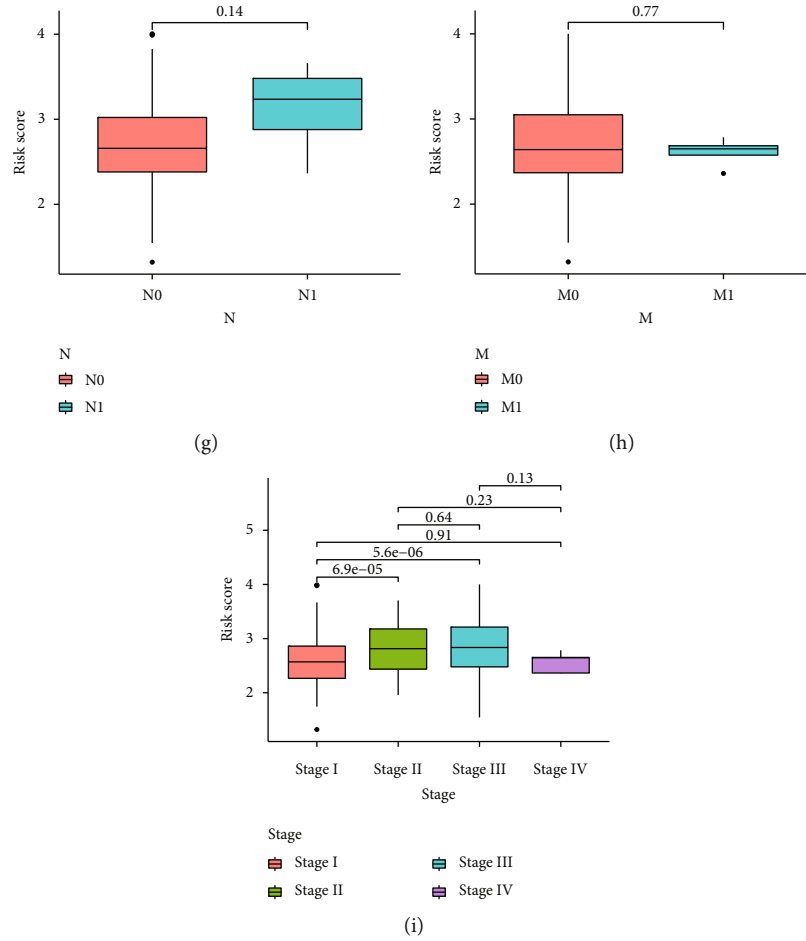 0.14
4
3
2
Risk score
N0
N1
N
N
N0
N1
(g)
0.77
4
3
2
Risk score
M0
M1
M
M
M0
M1
(h)
0.13
0.23
0.64
0.91
5.6e−06
6.9e−05
5
4
3
2
Risk score
Stage I
Stage II
Stage III
Stage IV
Stage
Stage
Stage I
Stage III
Stage II
Stage IV
(i)